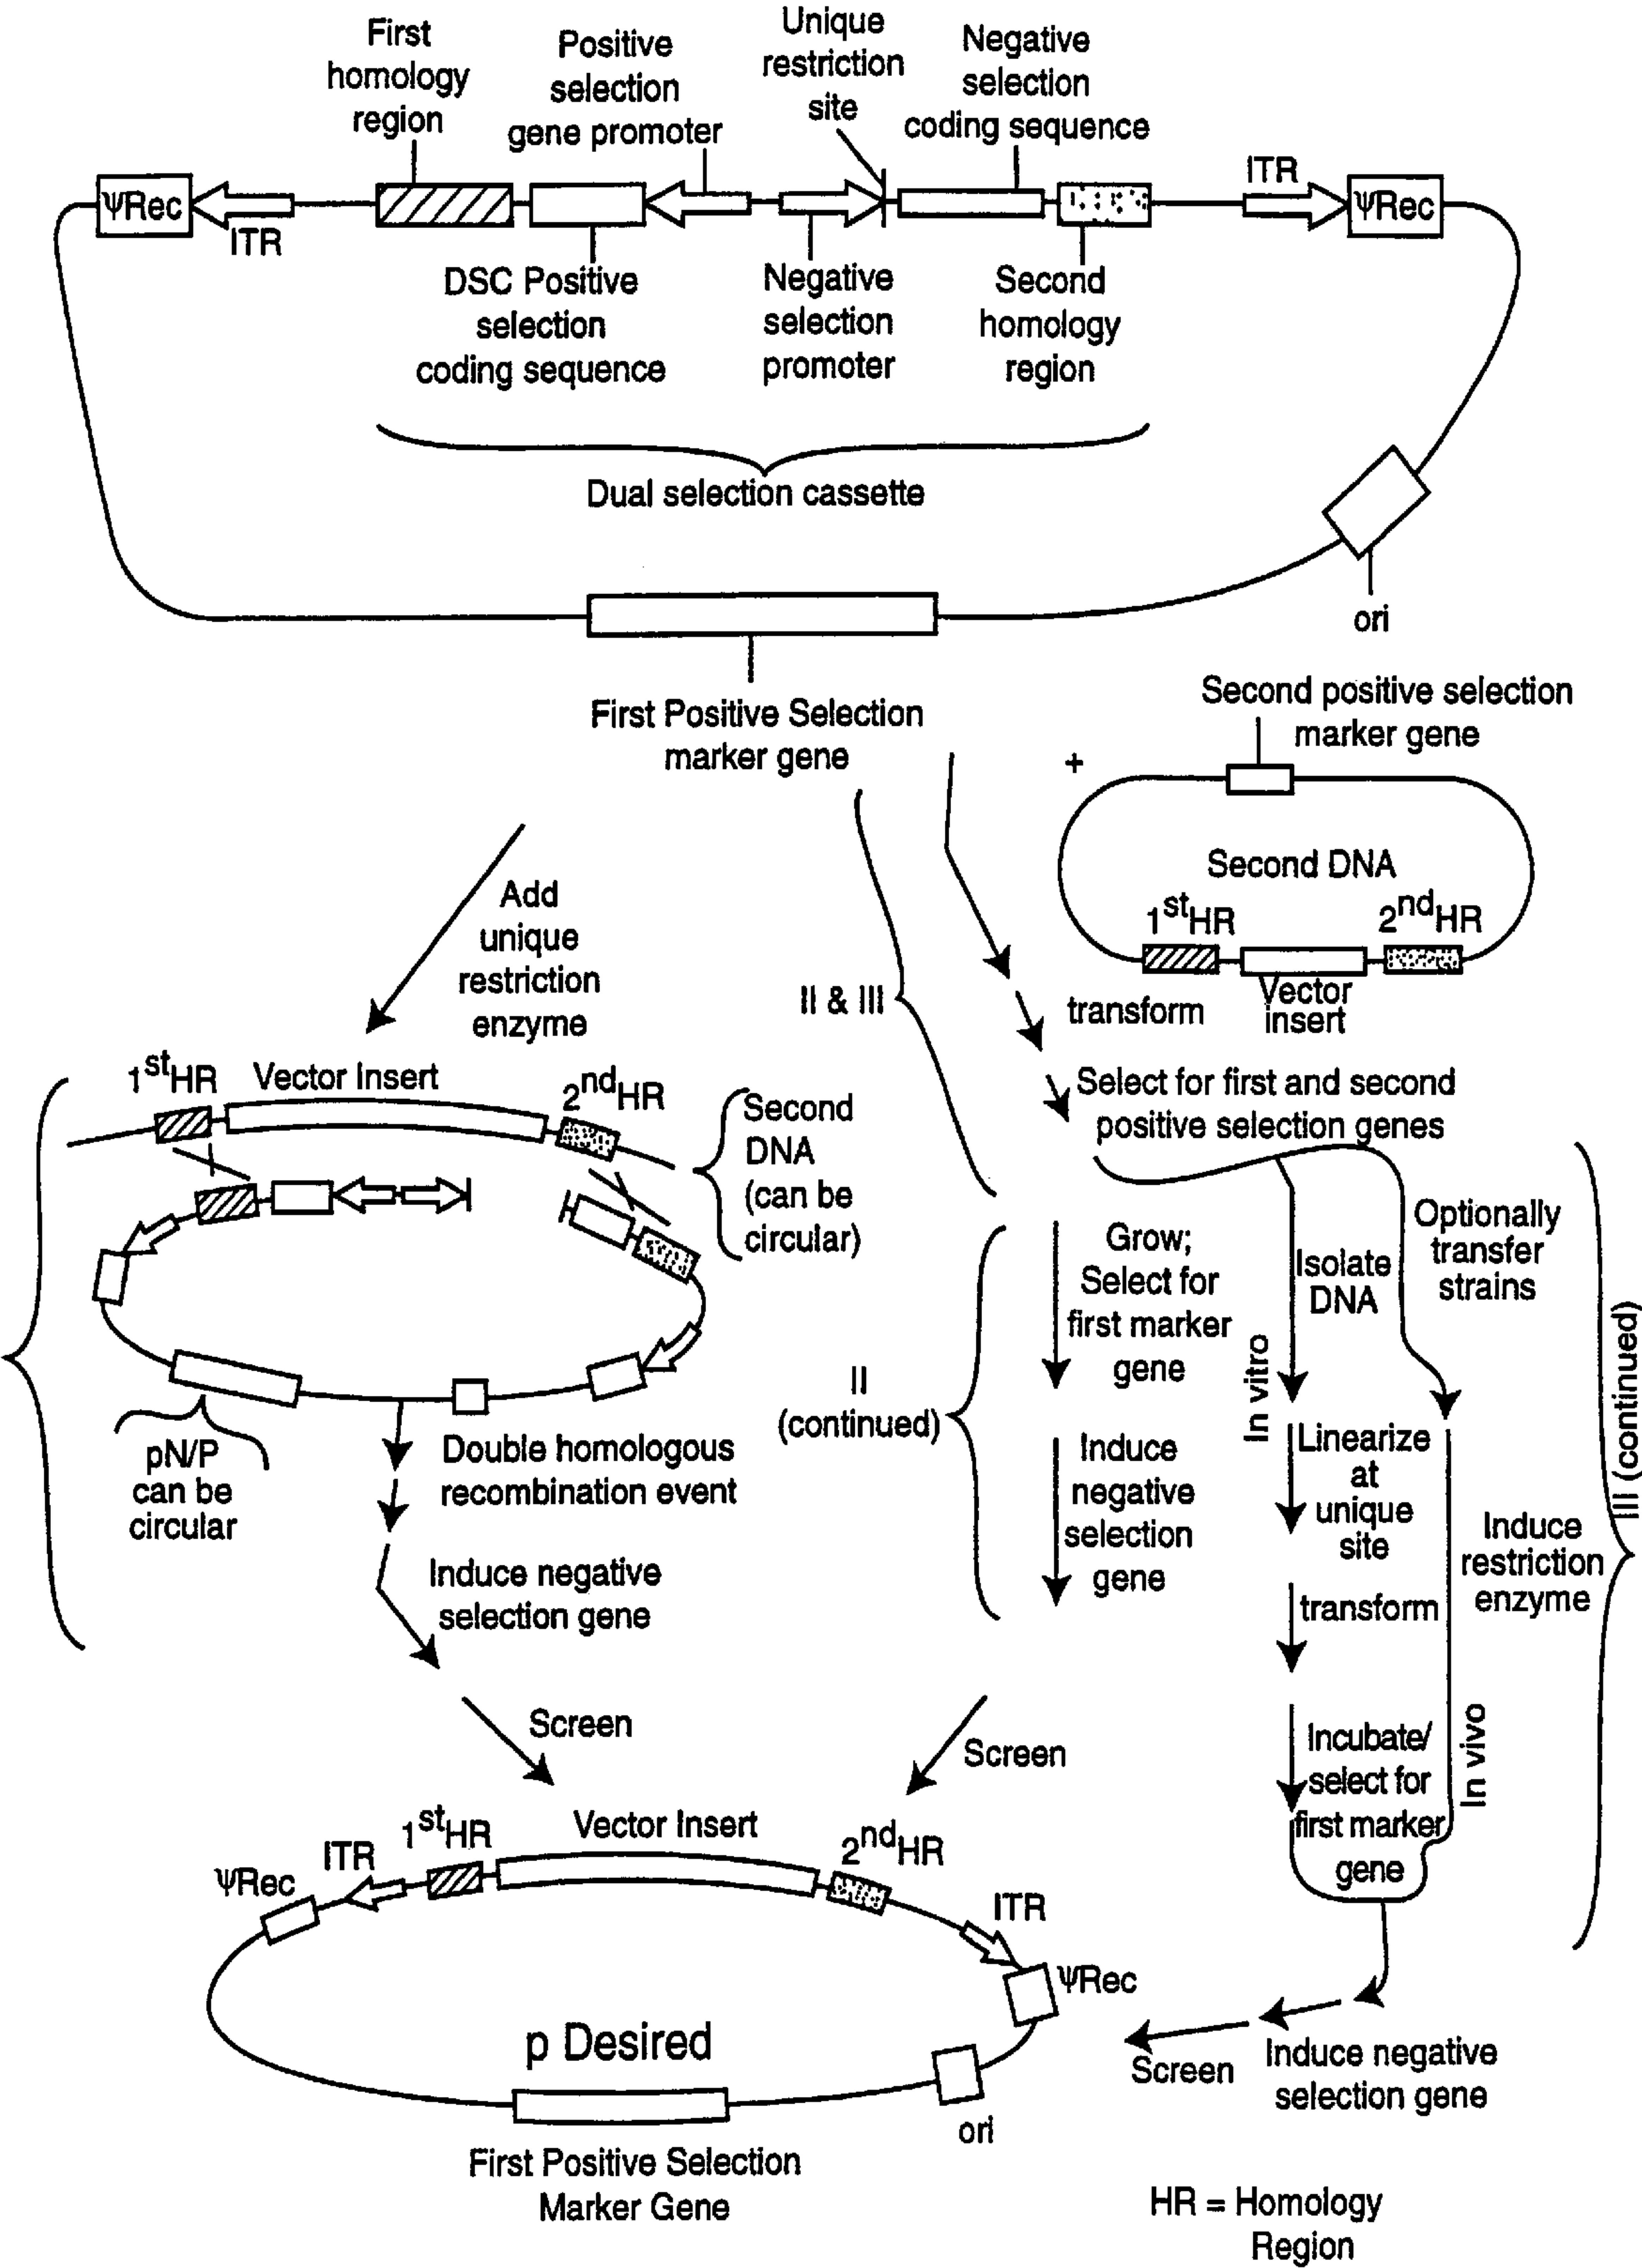 First
homology
region
Positive
selection
gene promoter
Unique
restriction
site
Negative
selection
coding sequence
ΨRec
ITR
ITR
ΨRec
DSC Positive
selection
coding sequence
Negative
selection
promoter
Second
homology
region
Dual selection cassette
ori
First Positive Selection
marker gene
Second positive selection
marker gene
+
Second DNA
1stHR
2ndHR
Vector
insert
Add
unique
restriction
enzyme
II & III
transform
Select for first and second
positive selection genes
1stHR
Vector Insert
2ndHR
Second
DNA
(can be
circular)
pN/P
can be
circular
Double homologous
recombination event
Induce negative
selection gene
Screen
II
(continued)
Grow;
Select for
first marker
gene
Induce
negative
selection
gene
Screen
Isolate
DNA
In vitro
Linearize
at
unique
site
transform
Incubate/
select for
first marker
gene
Optionally
transfer
strains
Induce
restriction
enzyme
In vivo
III (continued)
ΨRec
ITR
1stHR
Vector Insert
2ndHR
ITR
ΨRec
p Desired
ori
First Positive Selection
Marker Gene
Screen
Induce negative
selection gene
HR = Homology
Region